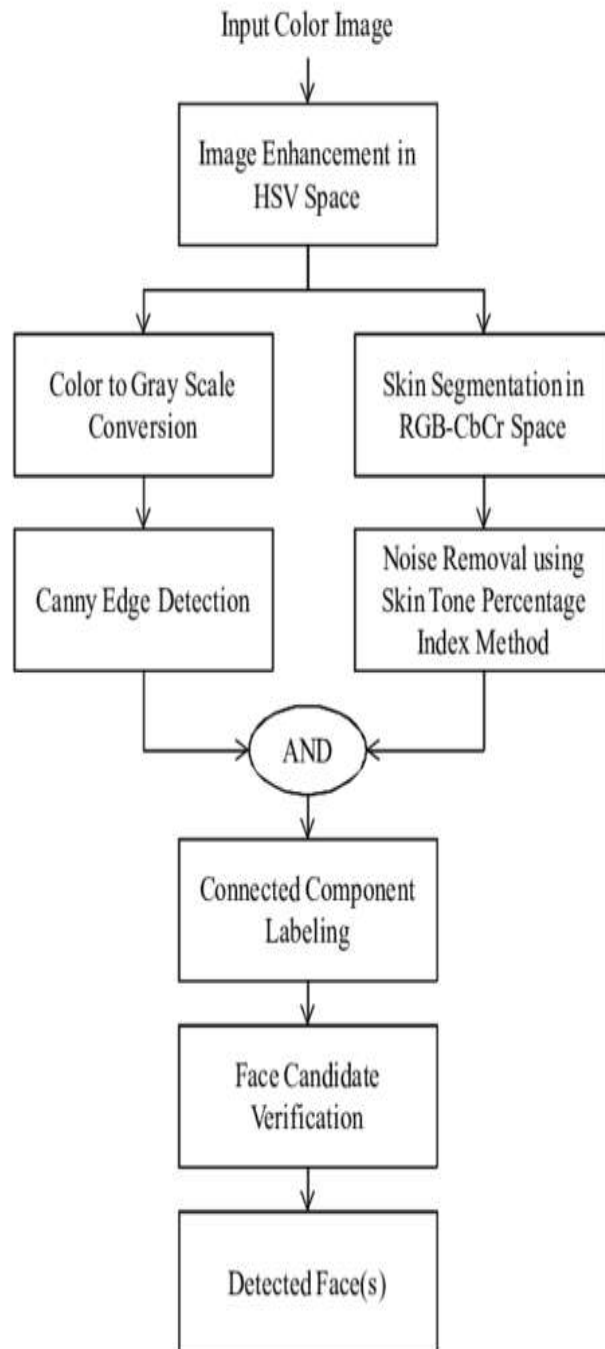 Input Color Image
Image Enhancement in
HSV Space
Color to Gray Scale
Conversion
Skin Segmentation in
RGB-CbCr Space
Canny Edge Detection
Noise Removal using
Skin Tone Percentage
Index Method
AND
Connected Component
Labeling
Face Candidate
Verification
Detected Face(s)